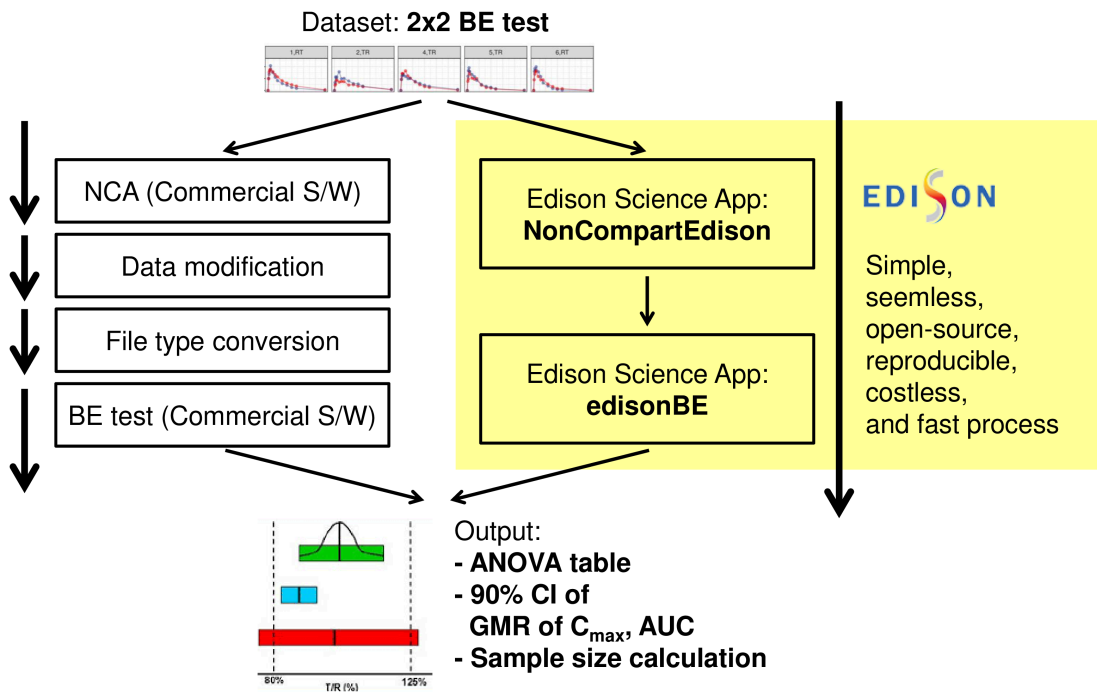 Dataset: 2x2 BE test
1,RT
2,TR
4,TR
5,TR
6,RT
NCA (Commercial S/W)
Data modification
File type conversion
BE test (Commercial S/W)
Edison Science App:
NonCompartEdison
Edison Science App:
edisonBE
EDISON
Simple,
seemless,
open-source,
reproducible,
costless,
and fast process
Output:
- ANOVA table
- 90% CI of
GMR of Cmax, AUC
- Sample size calculation
80%
T/R (%)
125%